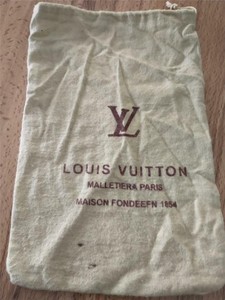 LV
LOUIS VUITTON
MALLETIERA PARIS
MAISON FONDEEFN 1854